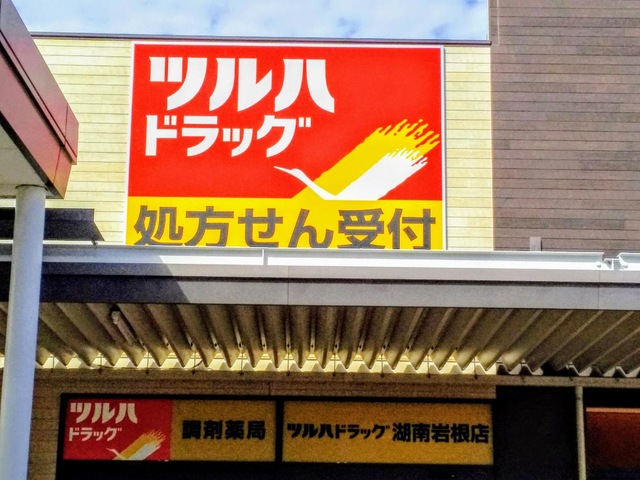 ツルハ
ドラッグ
処方せん受付
ツルハ
ドラッグ
調剤薬局
ツルハドラッグ 湖南岩根店